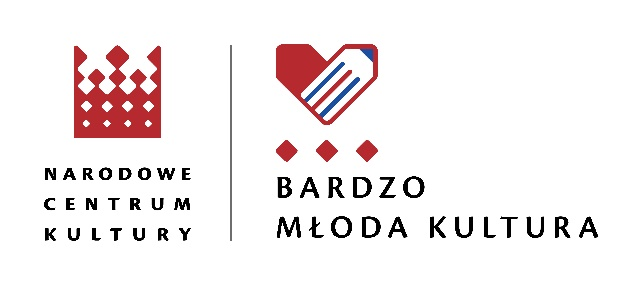 NARODOWE
CENTRUM
KULTURY
BARDZO
MŁODA KULTURA